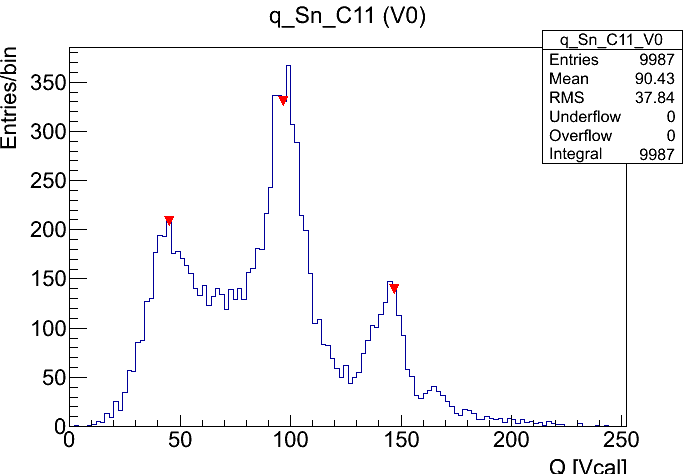 q_Sn_C11 (V0)
q_Sn_C11_V0
Entries 9987
Mean 90.43
RMS 37.84
Underflow 0
Overflow 0
Integral 9987
Entries/bin
350
300
250
200
150
100
50
0
0 50 100 150 200 250
Q [Vcal]